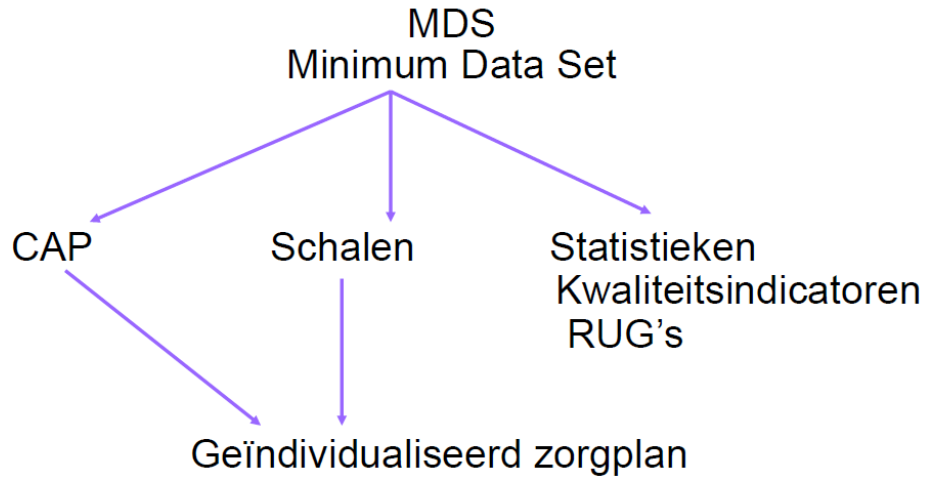 MDS
Minimum Data Set
CAP
Schalen
Statistieken
Kwaliteitsindicatoren
RUG's
Geïndividualiseerd zorgplan